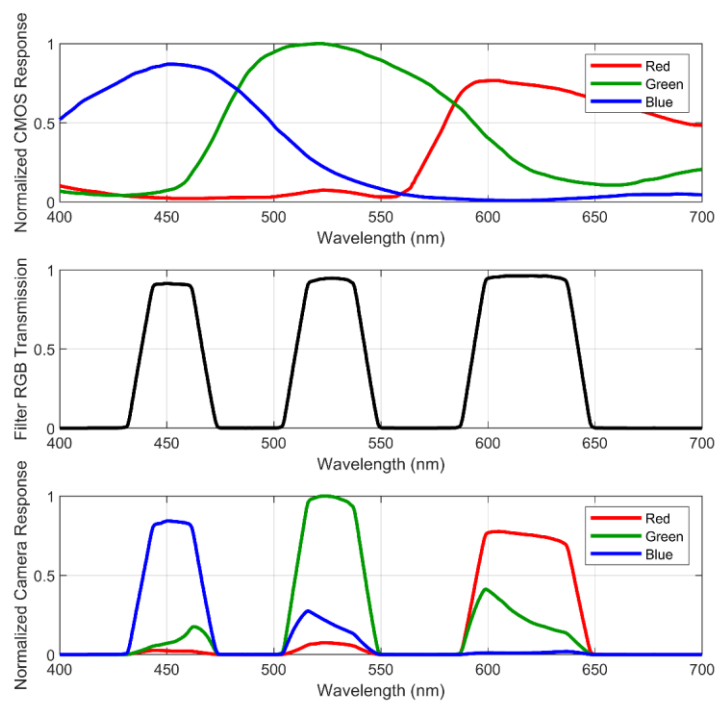 Normalized CMOS Response
1
0.5
0
400 450 500 550 600 650 700
Wavelength (nm)
Red
Green
Blue
Filter RGB Transmission
1
0.5
0
400 450 500 550 600 650 700
Wavelength (nm)
Normalized Camera Response
1
0.5
0
400 450 500 550 600 650 700
Wavelength (nm)
Red
Green
Blue